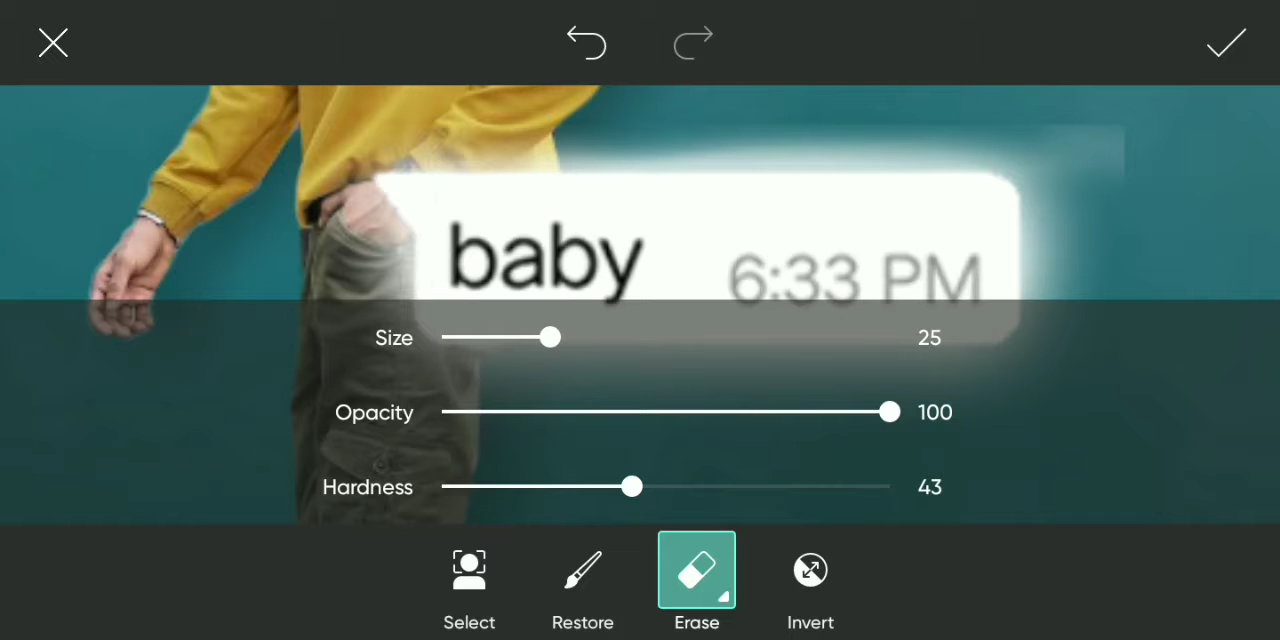 baby
6:33 PM
Size 25
Opacity 100
Hardness 43
Select Restore Erase Invert